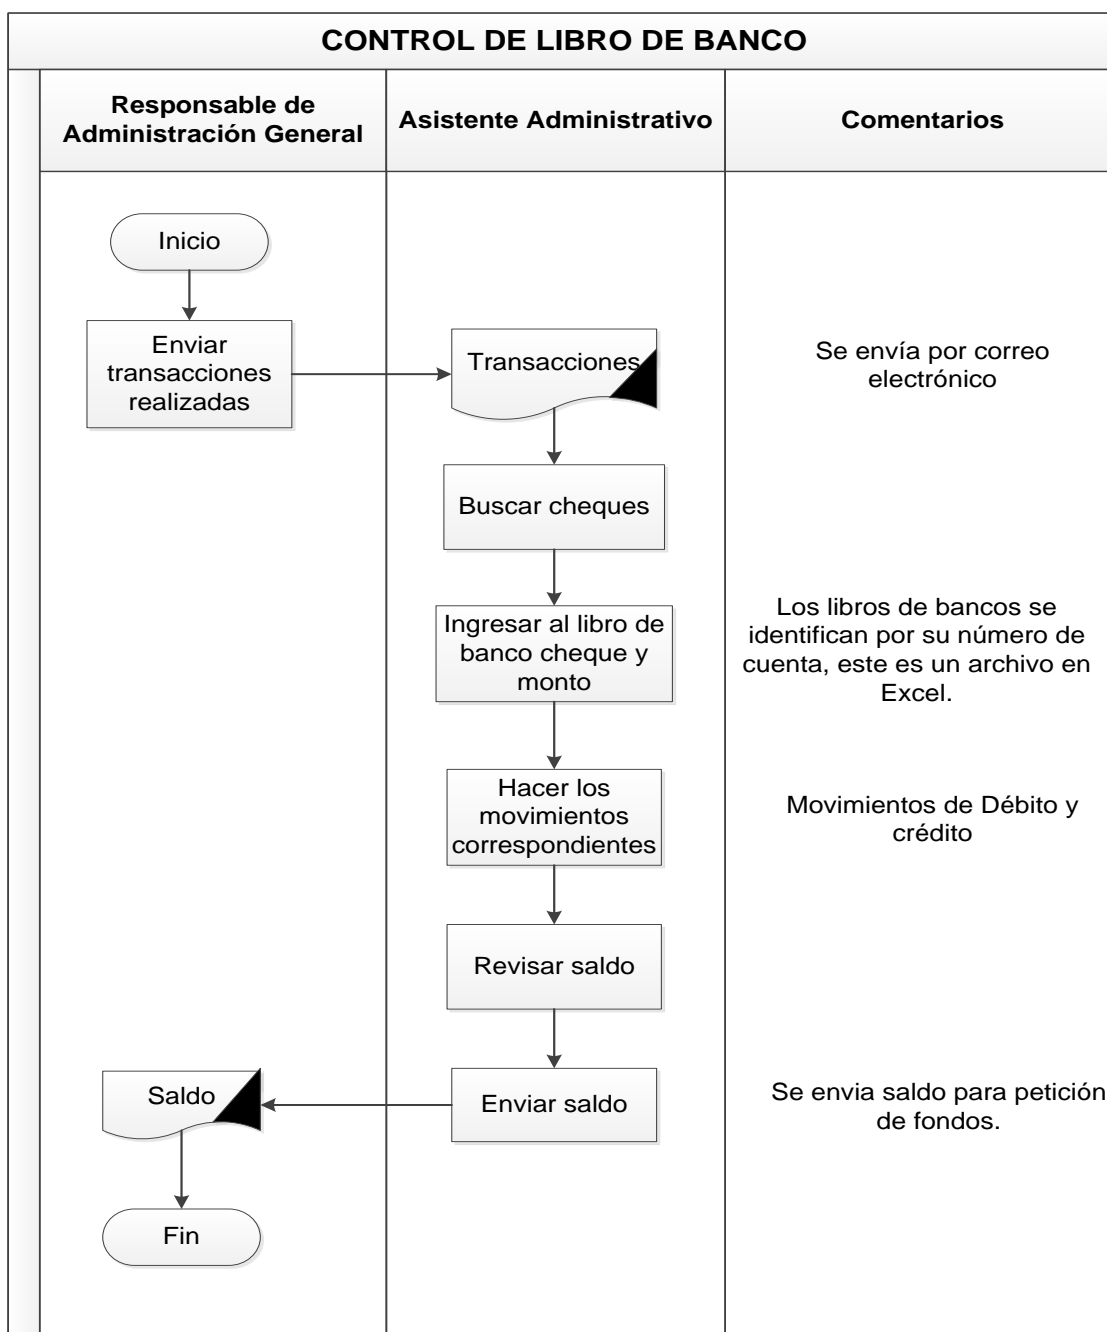 CONTROL DE LIBRO DE BANCO
Responsable de
Administración General
Asistente Administrativo
Comentarios
Inicio
Enviar
transacciones
realizadas
Transacciones
Se envía por correo
electrónico
Buscar cheques
Ingresar al libro de
banco cheque y
monto
Los libros de bancos se
identifican por su número de
cuenta, este es un archivo en
Excel.
Hacer los
movimientos
correspondientes
Movimientos de Débito y
crédito
Revisar saldo
Saldo
Enviar saldo
Se envia saldo para petición
de fondos.
Fin